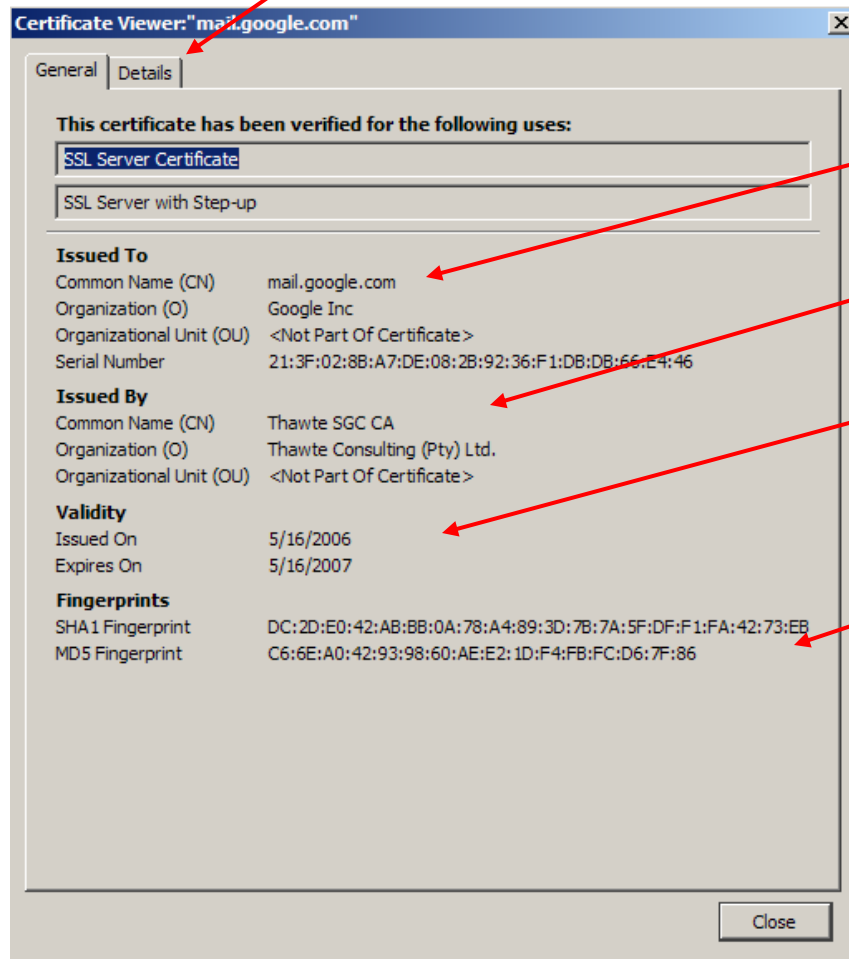 Certificate Viewer:"mail.google.com"
General Details
This certificate has been verified for the following uses:
SSL Server Certificate
SSL Server with Step-up
Issued To
Common Name (CN) mail.google.com
Organization (O) Google Inc
Organizational Unit (OU) <Not Part Of Certificate>
Serial Number 21:3F:02:8B:A7:DE:08:2B:92:36:F1:DB:DB:66:E4:46
Issued By
Common Name (CN) Thawte SGC CA
Organization (O) Thawte Consulting (Pty) Ltd.
Organizational Unit (OU) <Not Part Of Certificate>
Validity
Issued On 5/16/2006
Expires On 5/16/2007
Fingerprints
SHA1 Fingerprint DC:2D:E0:42:AB:BB:0A:78:A4:89:3D:7B:7A:5F:DF:F1:FA:42:73:EB
MD5 Fingerprint C6:6E:A0:42:93:98:60:AE:E2:1D:F4:FB:FC:D6:7F:86
Close